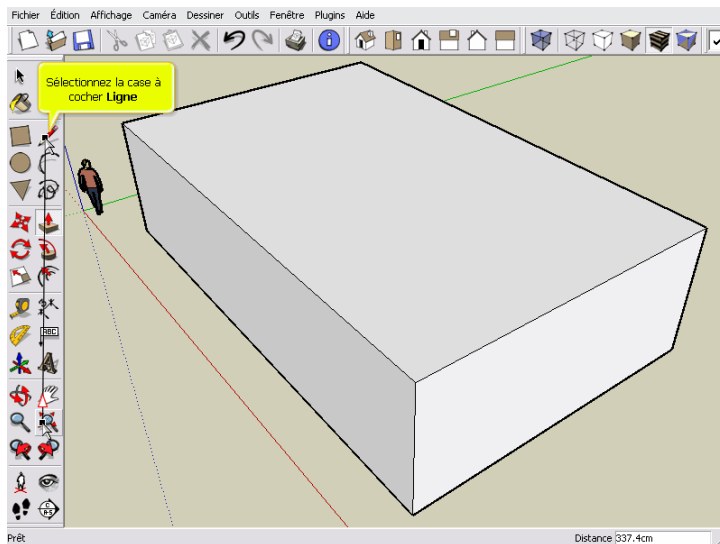 Fichier Édition Affichage Caméra Dessiner Outils Fenêtre Plugins Aide
Sélectionnez la case à
cocher Ligne
ABC
Prêt
Distance 337.4cm